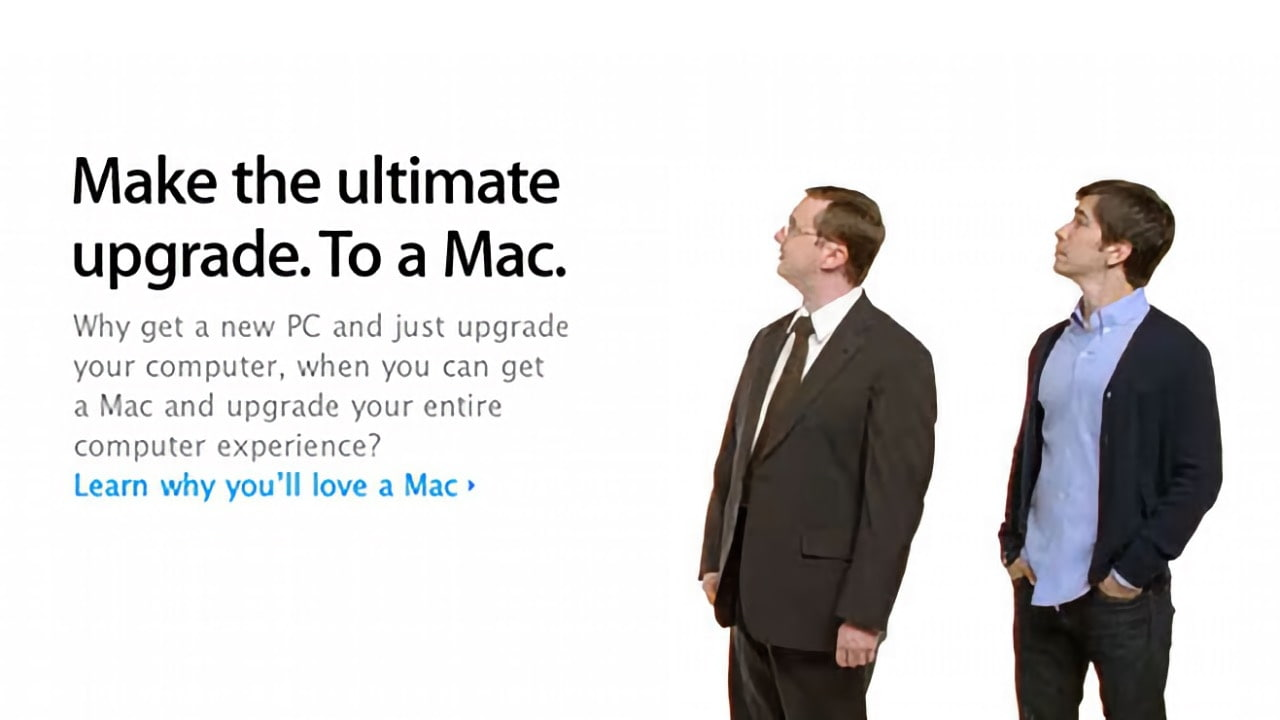 Make the ultimate
upgrade. To a Mac.
Why get a new PC and just upgrade
your computer, when you can get
a Mac and upgrade your entire
computer experience?
Learn why you'll love a Mac ›